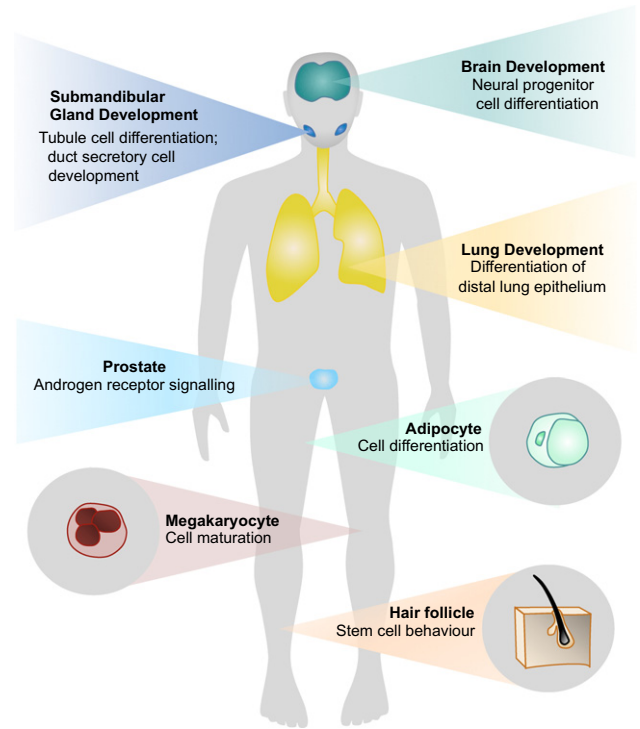 Submandibular
Gland Development
Tubule cell differentiation;
duct secretory cell
development
Brain Development
Neural progenitor
cell differentiation
Lung Development
Differentiation of
distal lung epithelium
Prostate
Androgen receptor signalling
Adipocyte
Cell differentiation
Megakaryocyte
Cell maturation
Hair follicle
Stem cell behaviour